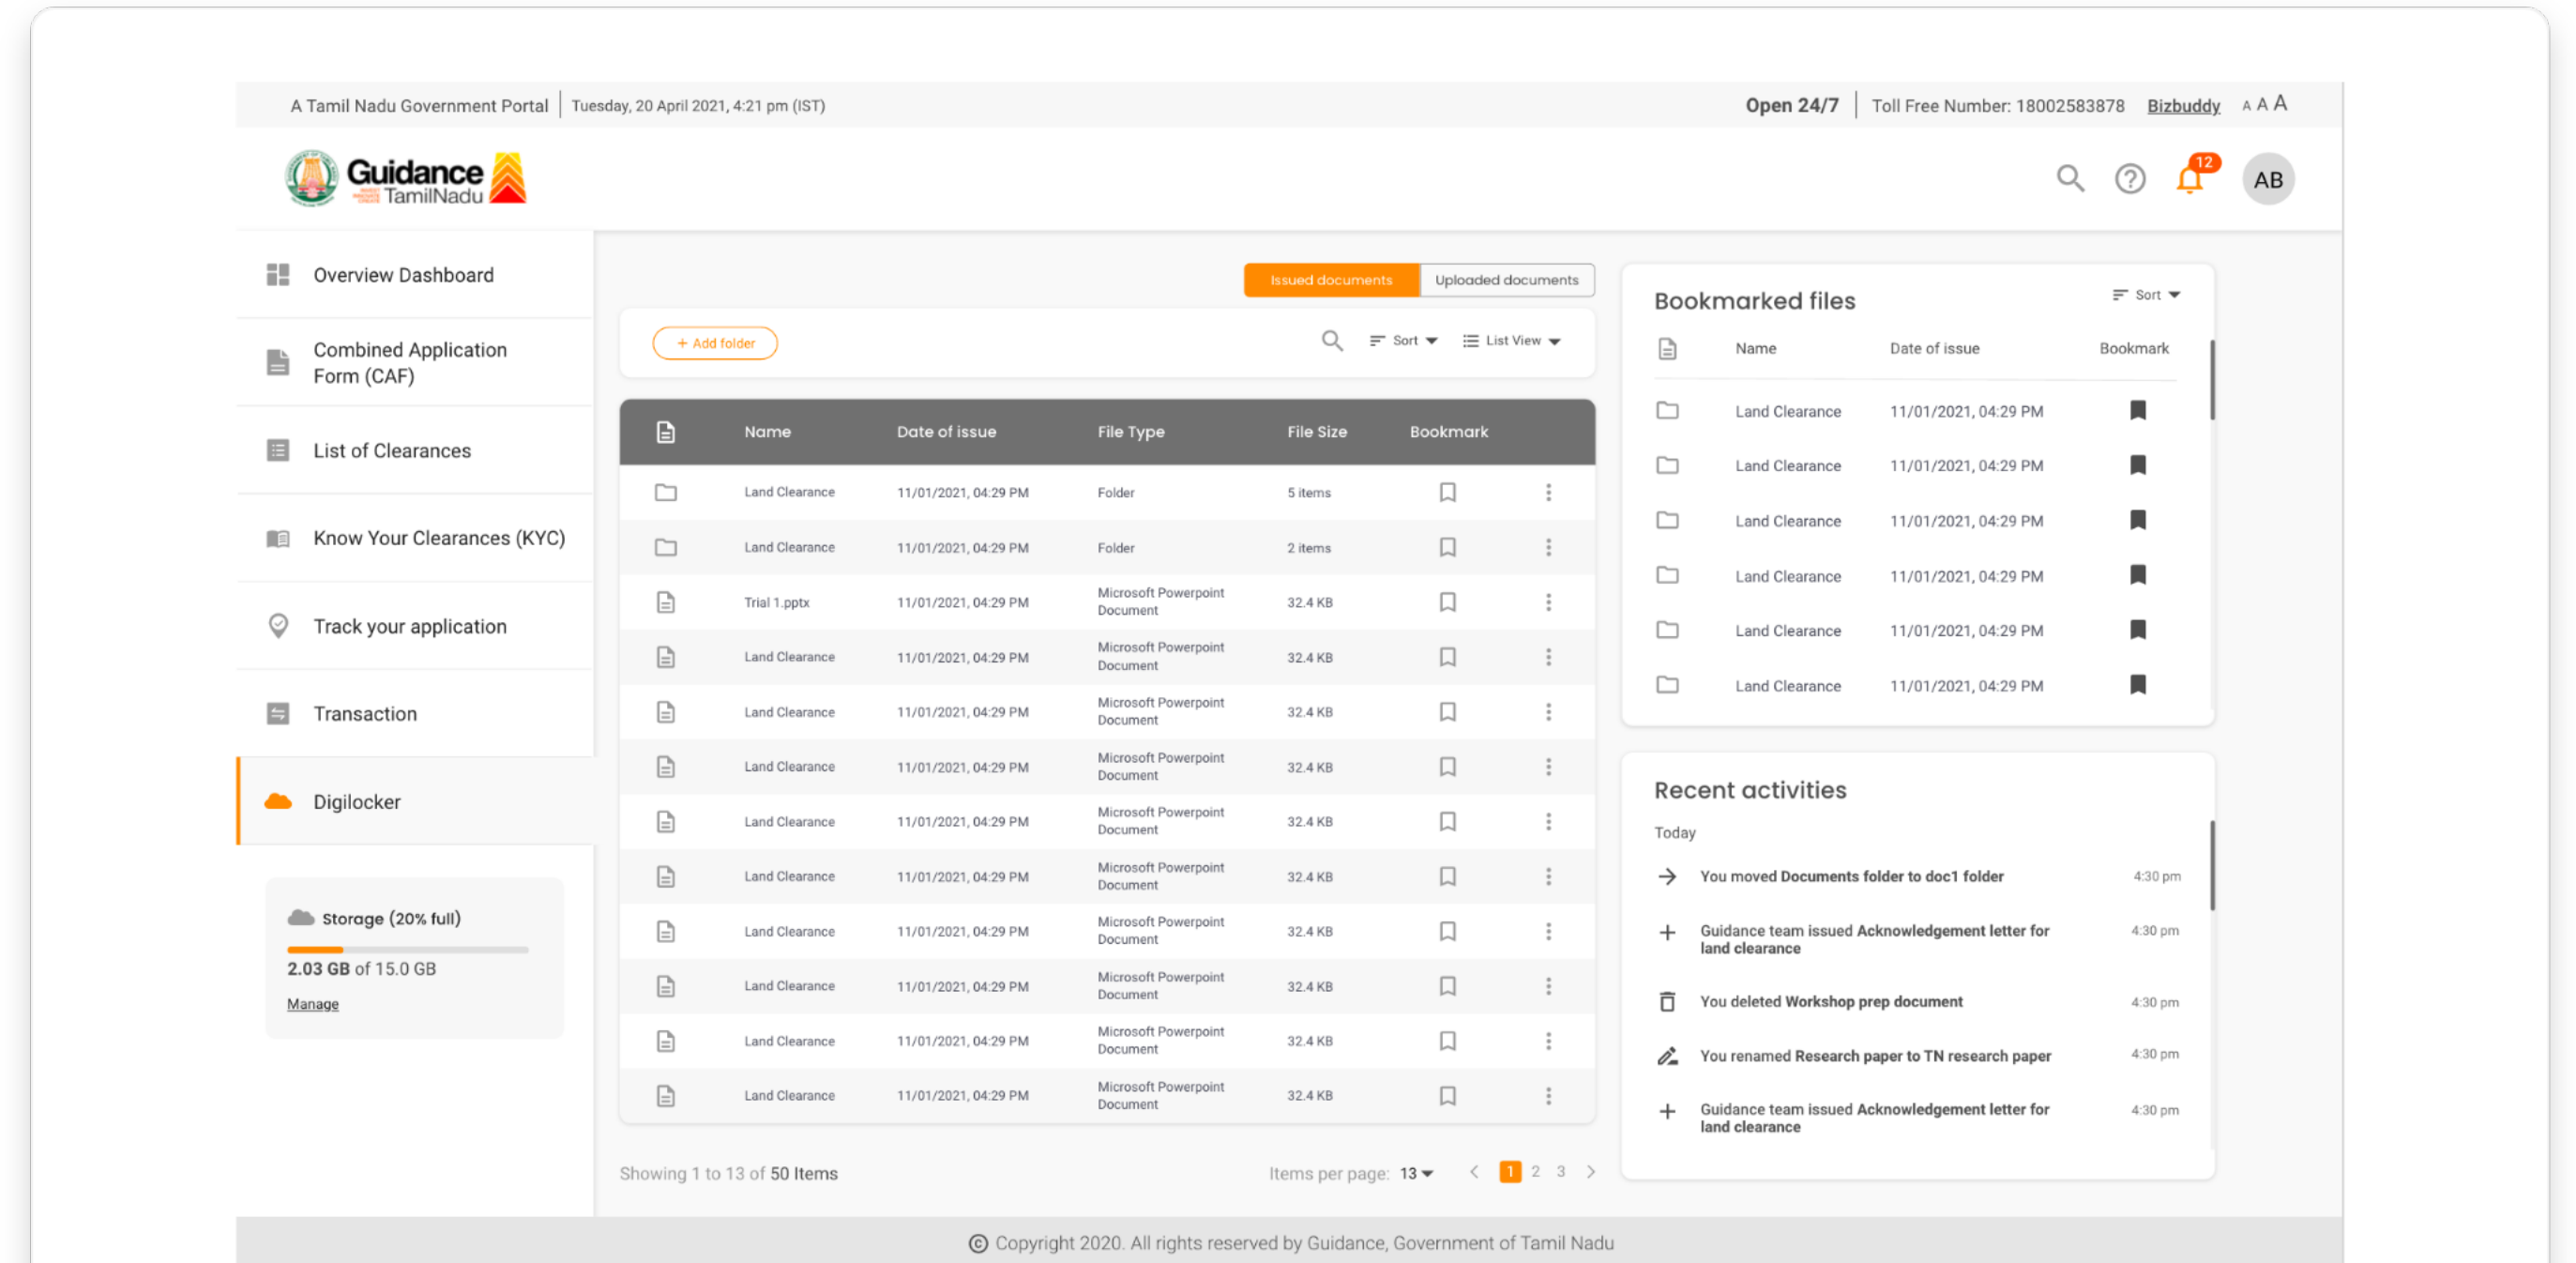 A Tamil Nadu Government Portal Tuesday, 20 April 2021, 4:21 pm (IST) Open 24/7 Toll Free Number: 18002583878 Bizbuddy A A A
Guidance
TamilNadu
12
AB
Overview Dashboard
Combined Application
Form (CAF)
List of Clearances
Know Your Clearances (KYC)
Track your application
Transaction
Digilocker
Storage (20% full)
2.03 GB of 15.0 GB
Manage
Issued documents Uploaded documents
+ Add folder Sort List View
Name Date of issue File Type File Size Bookmark
Land Clearance 11/01/2021, 04:29 PM Folder 5 items
Land Clearance 11/01/2021, 04:29 PM Folder 2 items
Trial 1.pptx 11/01/2021, 04:29 PM Microsoft Powerpoint
Document 32.4 KB
Land Clearance 11/01/2021, 04:29 PM Microsoft Powerpoint
Document 32.4 KB
Land Clearance 11/01/2021, 04:29 PM Microsoft Powerpoint
Document 32.4 KB
Land Clearance 11/01/2021, 04:29 PM Microsoft Powerpoint
Document 32.4 KB
Land Clearance 11/01/2021, 04:29 PM Microsoft Powerpoint
Document 32.4 KB
Land Clearance 11/01/2021, 04:29 PM Microsoft Powerpoint
Document 32.4 KB
Land Clearance 11/01/2021, 04:29 PM Microsoft Powerpoint
Document 32.4 KB
Land Clearance 11/01/2021, 04:29 PM Microsoft Powerpoint
Document 32.4 KB
Land Clearance 11/01/2021, 04:29 PM Microsoft Powerpoint
Document 32.4 KB
Land Clearance 11/01/2021, 04:29 PM Microsoft Powerpoint
Document 32.4 KB
Showing 1 to 13 of 50 Items Items per page: 13 < 1 2 3 >
Bookmarked files Sort
Name Date of issue Bookmark
Land Clearance 11/01/2021, 04:29 PM
Land Clearance 11/01/2021, 04:29 PM
Land Clearance 11/01/2021, 04:29 PM
Land Clearance 11/01/2021, 04:29 PM
Land Clearance 11/01/2021, 04:29 PM
Land Clearance 11/01/2021, 04:29 PM
Recent activities
Today
You moved Documents folder to doc1 folder 4:30 pm
Guidance team issued Acknowledgement letter for 4:30 pm
land clearance
You deleted Workshop prep document 4:30 pm
You renamed Research paper to TN research paper 4:30 pm
Guidance team issued Acknowledgement letter for 4:30 pm
land clearance
© Copyright 2020. All rights reserved by Guidance, Government of Tamil Nadu